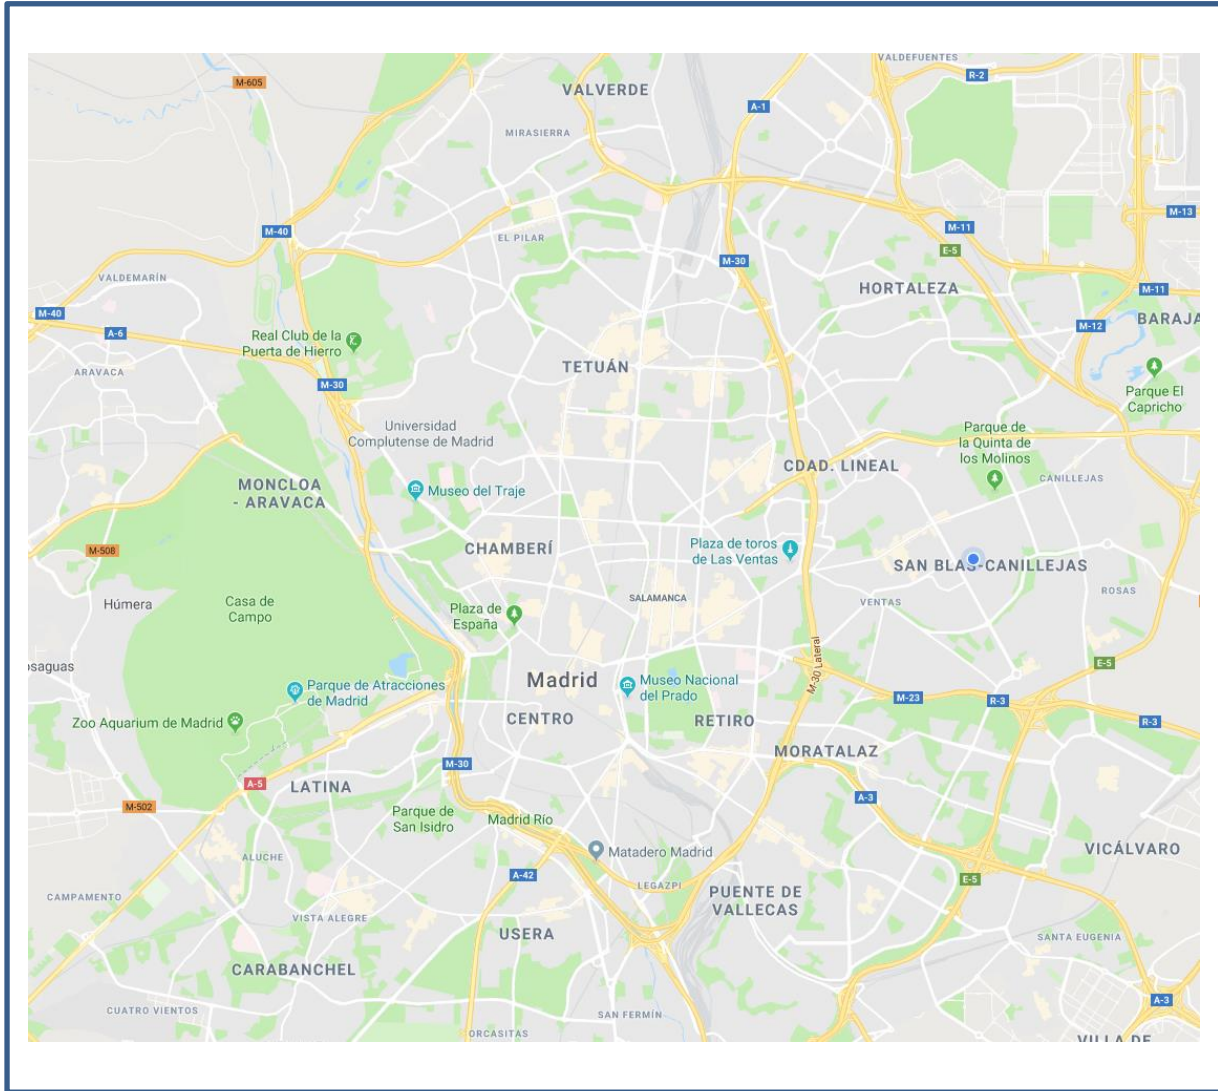 VALDEFUENTES
M-605
R-2
VALVERDE
A-1
MIRASIERRA
M-13
M-40
M-11
EL PILAR
E-5
M-30
VALDEMARÍN
HORTALEZA
M-11
M-40
BARAJA
A-6
M-12
Real Club de la
Puerta de Hierro
TETUÁN
ARAVACA
M-30
Parque El
Capricho
Universidad
Complutense de Madrid
Parque de
la Quinta de
los Molinos
CDAD. LINEAL
CANILLEJAS
MONCLOA
- ARAVACA
Museo del Traje
M-508
CHAMBERÍ
Plaza de toros
de Las Ventas
SAN BLAS-CANILLEJAS
ROSAS
Húmera
Casa de
Campo
SALAMANCA
VENTAS
Plaza de
España
M-30 Lateral
osaguas
E-5
Madrid
Museo Nacional
del Prado
Parque de Atracciones
de Madrid
M-23
R-3
Zoo Aquarium de Madrid
CENTRO
RETIRO
R-3
MORATALAZ
M-30
A-5
LATINA
A-3
M-502
Parque de
San Isidro
Madrid Río
Matadero Madrid
VICÁLVARO
ALUCHE
A-42
LEGAZPI
E-5
CAMPAMENTO
PUENTE DE
VALLECAS
VISTA ALEGRE
USERA
SANTA EUGENIA
CARABANCHEL
A-3
CUATRO VIENTOS
SAN FERMÍN
ORCASITAS
VILLA DE